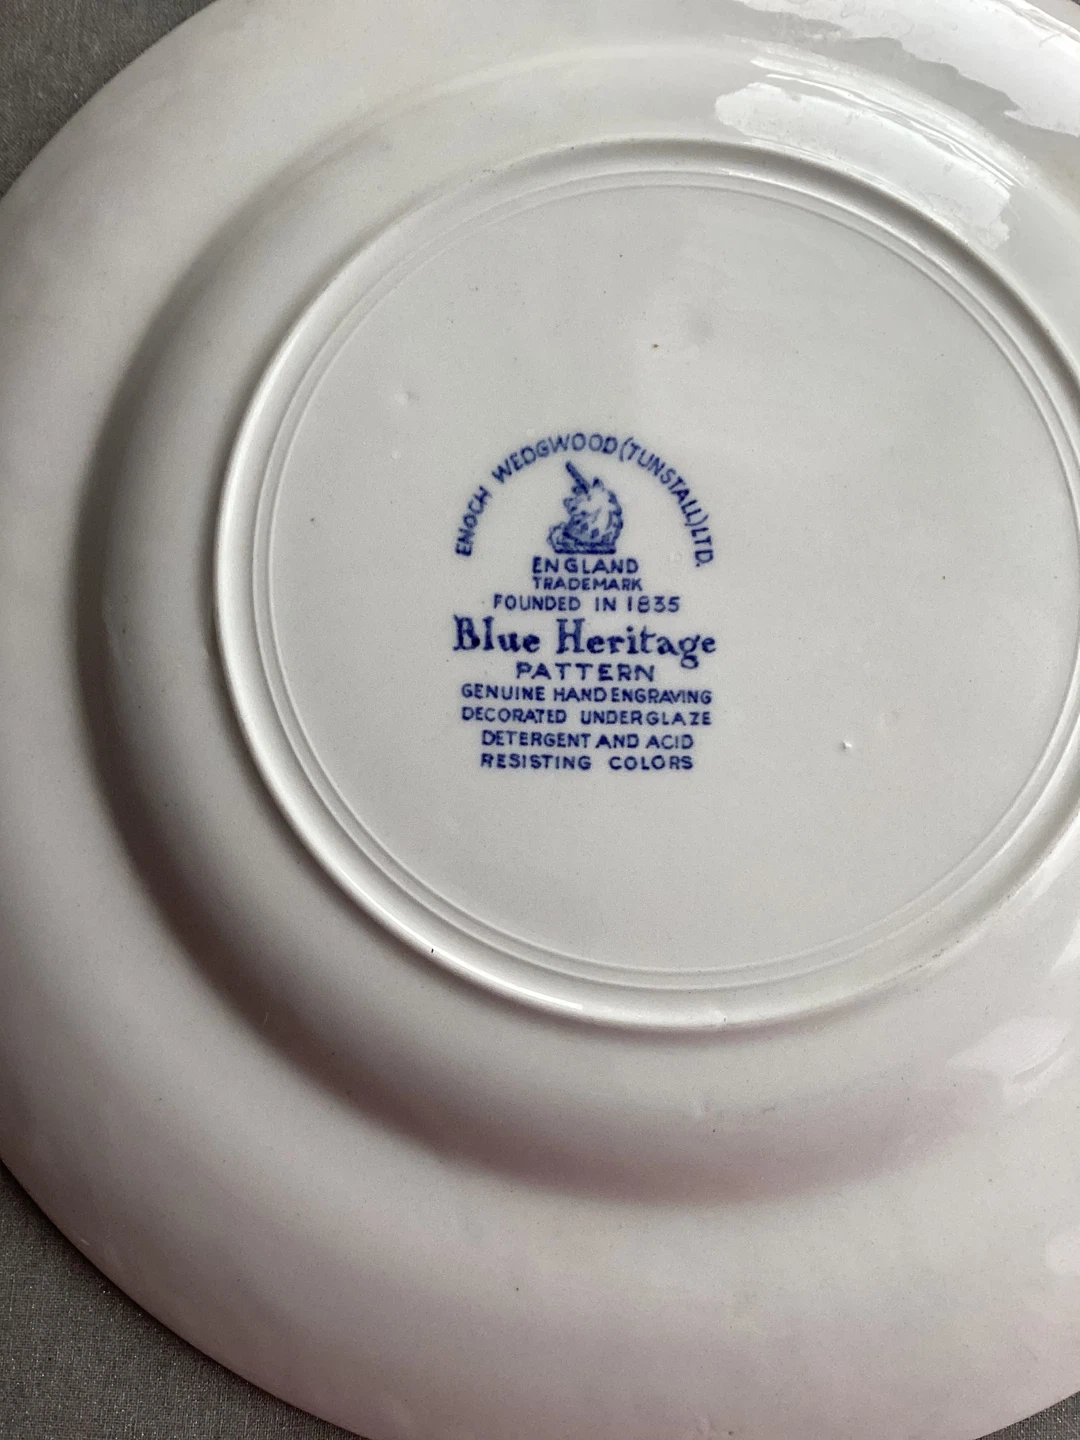 ENOCH WEDGWOOD (TUNSTALL) LTD.
ENGLAND
TRADEMARK
FOUNDED IN 1835
Blue Heritage
PATTERN
GENUINE HAND ENGRAVING
DECORATED UNDERGLAZE
DETERGENT AND ACID
RESISTING COLORS